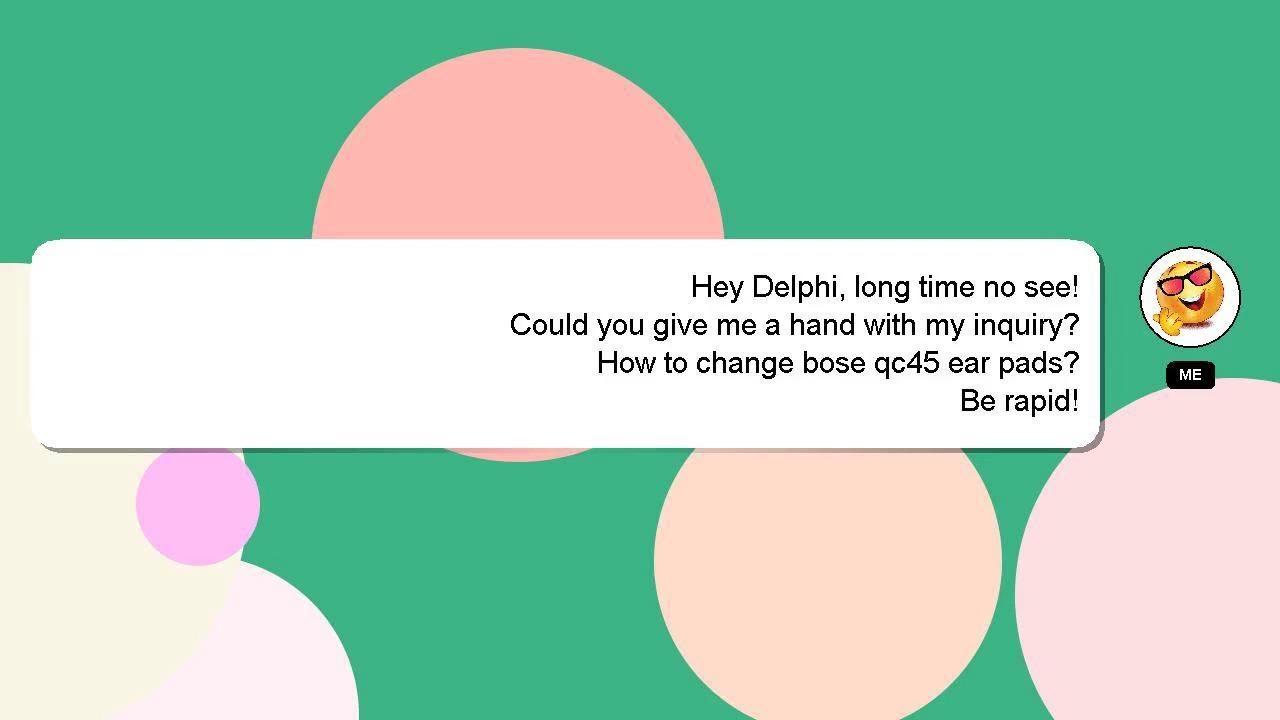 Hey Delphi, long time no see!
Could you give me a hand with my inquiry?
How to change bose qc45 ear pads?
Be rapid!
ME